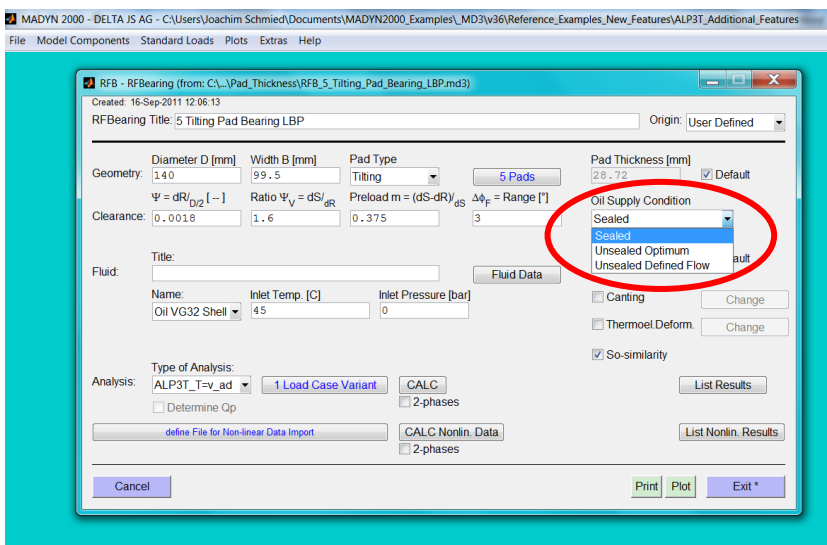 MADYN 2000 - DELTA JS AG - C:\Users\Joachim Schmied\Documents\MADYN2000_Examples\_MD3\v36\Reference_Examples_New_Features\ALP3T_Additional_Features
File Model Components Standard Loads Plots Extras Help
RFB - RFBearing (from: C:\...\Pad_Thickness\RFB_5_Tilting_Pad_Bearing_LBP.md3)
Created: 16-Sep-2011 12:06:13
RFBearing Title: 5 Tilting Pad Bearing LBP Origin: User Defined
Diameter D [mm] Width B [mm] Pad Type Pad Thickness [mm]
Geometry: 140 99.5 Tilting 5 Pads 28.72 Default
Ψ = dR/D/2 [ -- ] Ratio ΨV = dS/dR Preload m = (dS-dR)/dS ΔϕF = Range [°] Oil Supply Condition
Clearance: 0.0018 1.6 0.375 3 Sealed
Sealed
Unsealed Optimum
Title: Unsealed Defined Flow ault
Fluid: Fluid Data
Name: Inlet Temp. [C] Inlet Pressure [bar] Canting Change
Oil VG32 Shell 45 0
Thermoel.Deform. Change
So-similarity
Type of Analysis:
Analysis: ALP3T_T=v_ad 1 Load Case Variant CALC List Results
Determine Qp 2-phases
define File for Non-linear Data Import CALC Nonlin. Data List Nonlin. Results
2-phases
Cancel Print Plot Exit *